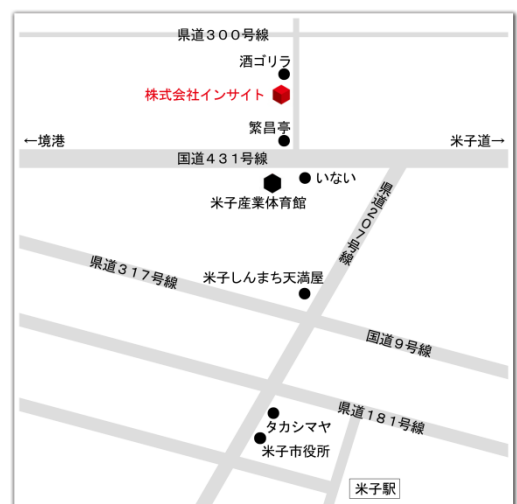 県道300号線
酒ゴリラ
株式会社インサイト
繁昌亭
←境港
米子道→
国道431号線
いない
米子産業体育館
県道207号線
県道317号線
米子しんまち天満屋
国道9号線
県道181号線
タカシマヤ
米子市役所
米子駅